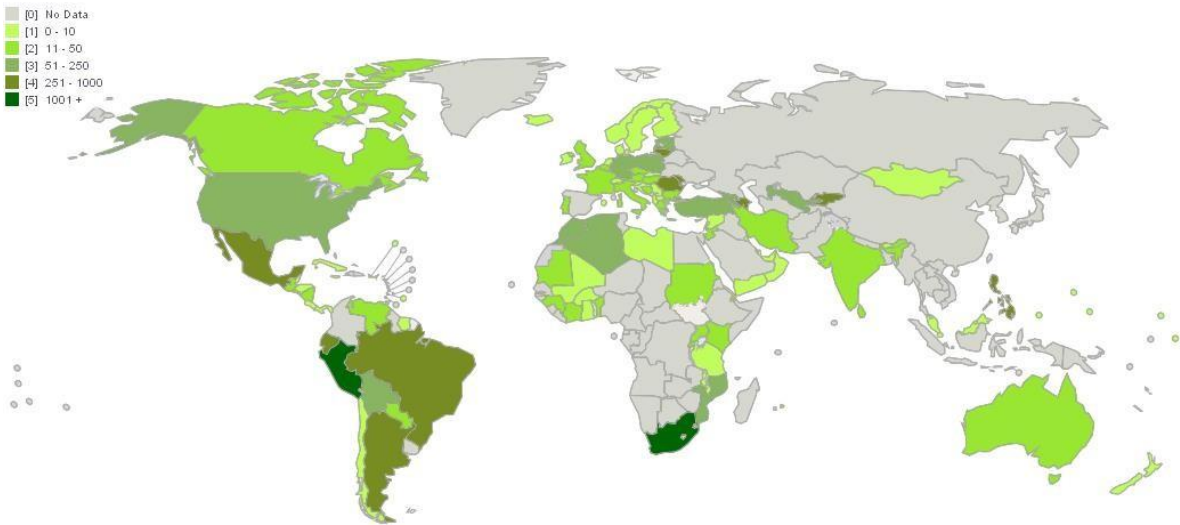 [0] No Data
[1] 0 - 10
[2] 11 - 50
[3] 51 - 250
[4] 251 - 1000
[5] 1001 +